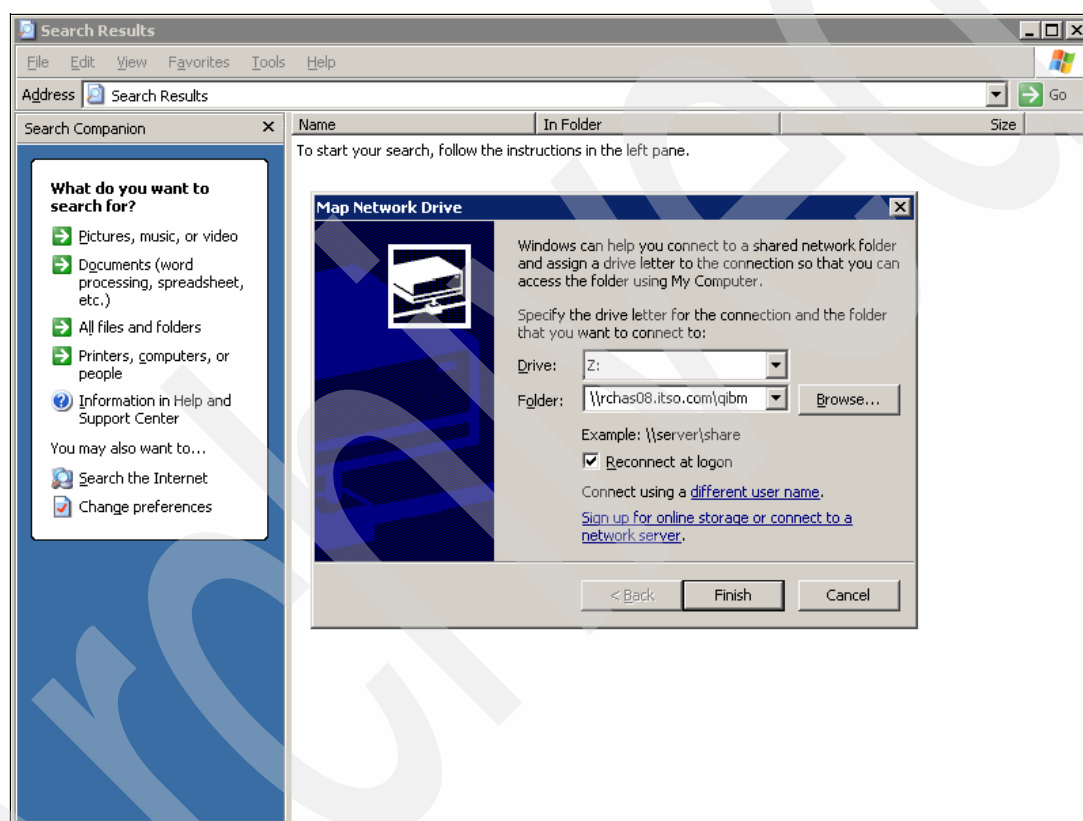 Search Results
File Edit View Favorites Tools Help
Address Search Results Go
Search Companion
Name In Folder Size
To start your search, follow the instructions in the left pane.
What do you want to
search for?
Pictures, music, or video
Documents (word
processing, spreadsheet,
etc.)
All files and folders
Printers, computers, or
people
Information in Help and
Support Center
You may also want to...
Search the Internet
Change preferences
Map Network Drive
Windows can help you connect to a shared network folder
and assign a drive letter to the connection so that you can
access the folder using My Computer.
Specify the drive letter for the connection and the folder
that you want to connect to:
Drive: Z:
Folder: \\rchas08.itso.com\qibm Browse...
Example: \\server\share
Reconnect at logon
Connect using a different user name.
Sign up for online storage or connect to a
network server.
< Back Finish Cancel